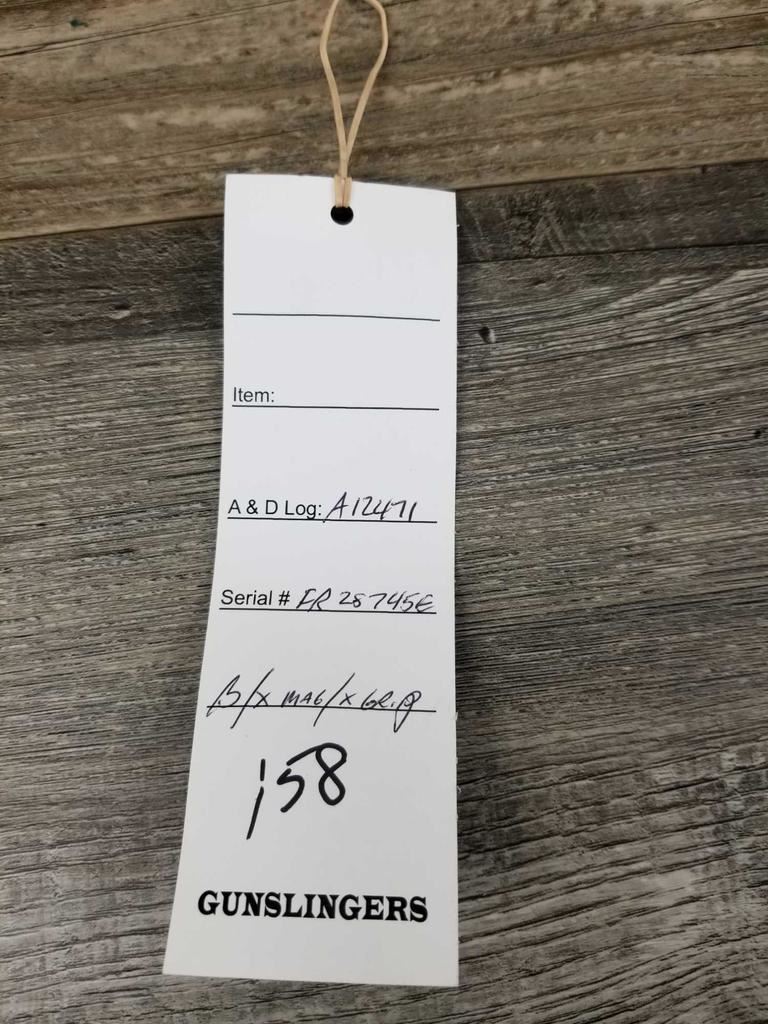 Item:
A & D Log: A12471
Serial # FR 28745E
B/X MAG/X GRIP
158
GUNSLINGERS